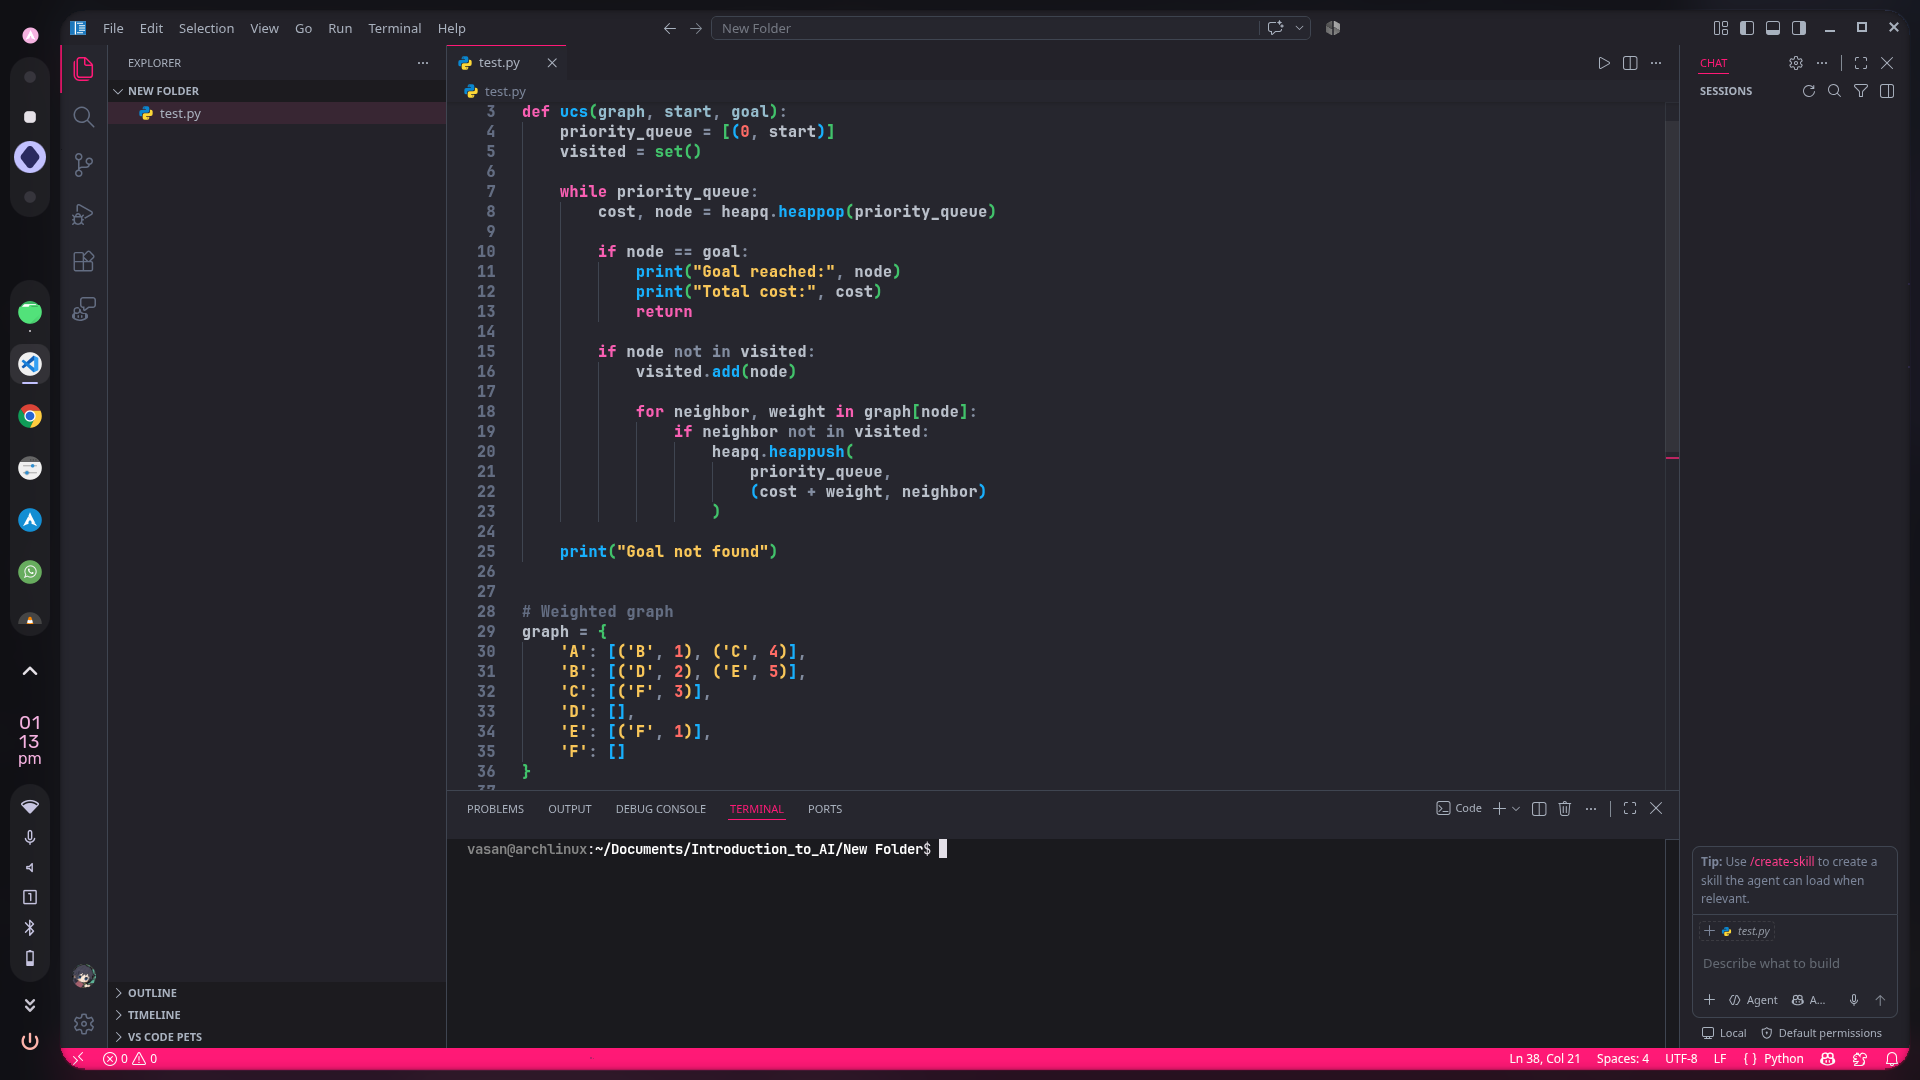 File Edit Selection View Go Run Terminal Help
New Folder
EXPLORER
NEW FOLDER
test.py
test.py
test.py
3 def ucs(graph, start, goal):
4     priority_queue = [(0, start)]
5     visited = set()
6
7     while priority_queue:
8         cost, node = heapq.heappop(priority_queue)
9
10         if node == goal:
11             print("Goal reached:", node)
12             print("Total cost:", cost)
13             return
14
15         if node not in visited:
16             visited.add(node)
17
18             for neighbor, weight in graph[node]:
19                 if neighbor not in visited:
20                     heapq.heappush(
21                         priority_queue,
22                         (cost + weight, neighbor)
23                     )
24
25     print("Goal not found")
26
27
28 # Weighted graph
29 graph = {
30     'A': [('B', 1), ('C', 4)],
31     'B': [('D', 2), ('E', 5)],
32     'C': [('F', 3)],
33     'D': [],
34     'E': [('F', 1)],
35     'F': []
36 }
37
PROBLEMS OUTPUT DEBUG CONSOLE TERMINAL PORTS
Code
vasan@archlinux:~/Documents/Introduction_to_AI/New Folder$
OUTLINE
TIMELINE
VS CODE PETS
CHAT
SESSIONS
Tip: Use /create-skill to create a
skill the agent can load when
relevant.
test.py
Describe what to build
Agent A...
Local Default permissions
01
13
pm
1
0 0
Ln 38, Col 21 Spaces: 4 UTF-8 LF { } Python